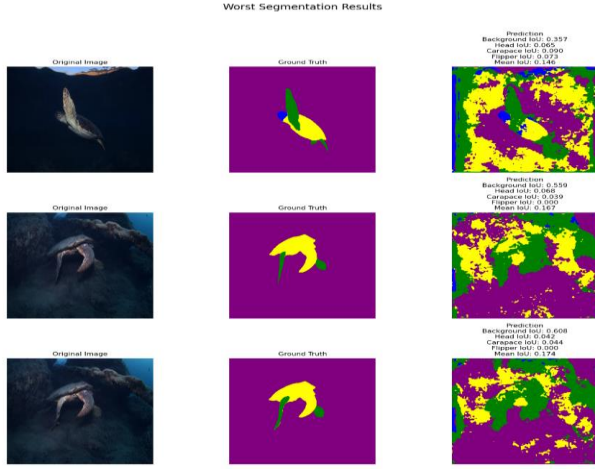 Worst Segmentation Results
Original Image
Ground Truth
Prediction
Background IoU: 0.357
Head IoU: 0.065
Carapace IoU: 0.090
Flipper IoU: 0.073
Mean IoU: 0.146
Original Image
Ground Truth
Prediction
Background IoU: 0.559
Head IoU: 0.068
Carapace IoU: 0.039
Flipper IoU: 0.000
Mean IoU: 0.167
Original Image
Ground Truth
Prediction
Background IoU: 0.608
Head IoU: 0.042
Carapace IoU: 0.044
Flipper IoU: 0.000
Mean IoU: 0.174